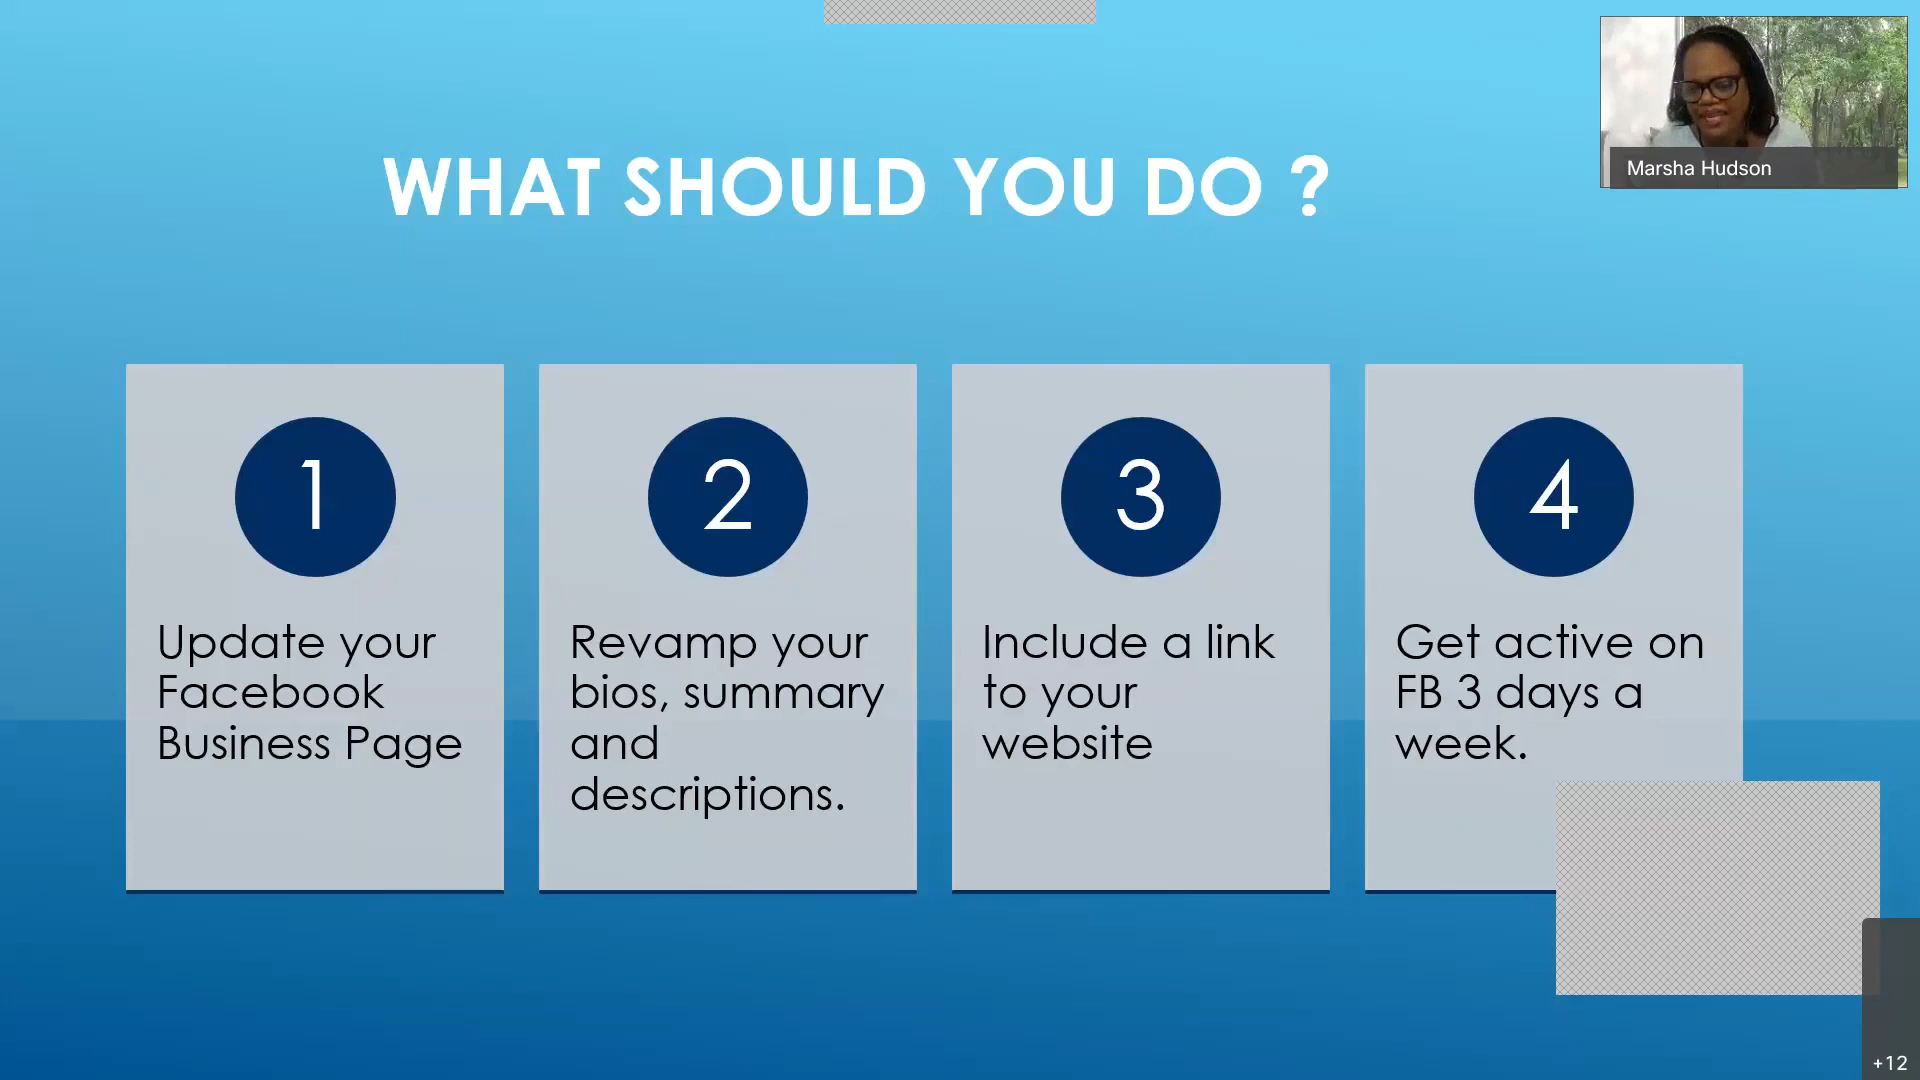 WHAT SHOULD YOU DO ?
Marsha Hudson
1
Update your
Facebook
Business Page
2
Revamp your
bios, summary
and
descriptions.
3
Include a link
to your
website
4
Get active on
FB 3 days a
week.
+12